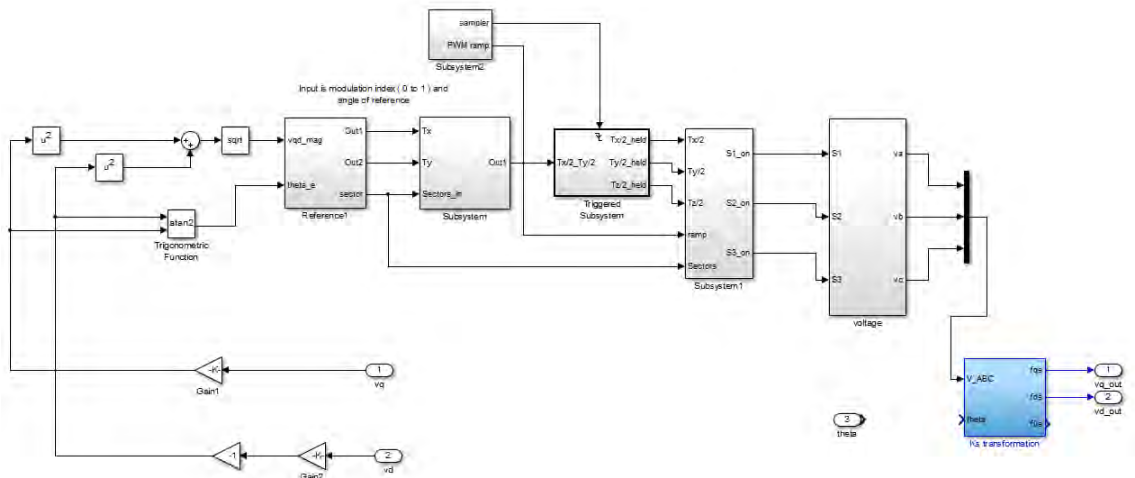 sampler
PWM ramp
Subsystem2
Input is modulation index ( 0 to 1 ) and
angle of reference
u2
u2
sqrt
atan2
Trigonometric
Function
vqd_mag
theta_e
Out1
Out2
sector
Reference1
Tx
Ty
Sectors_in
Out1
Subsystem
Tx/2_Ty/2
Tx/2_held
Ty/2_held
Tz/2_held
Triggered
Subsystem
Tx/2
Ty/2
Tz/2
ramp
Sectors
S1_on
S2_on
S3_on
Subsystem1
S1
S2
S3
va
vb
vc
voltage
-K-
Gain1
1
vq
-1
-K-
Gain2
2
vd
3
theta
V_ABC
theta
fqs
fds
Ks transformation
1
vq_out
2
vd_out